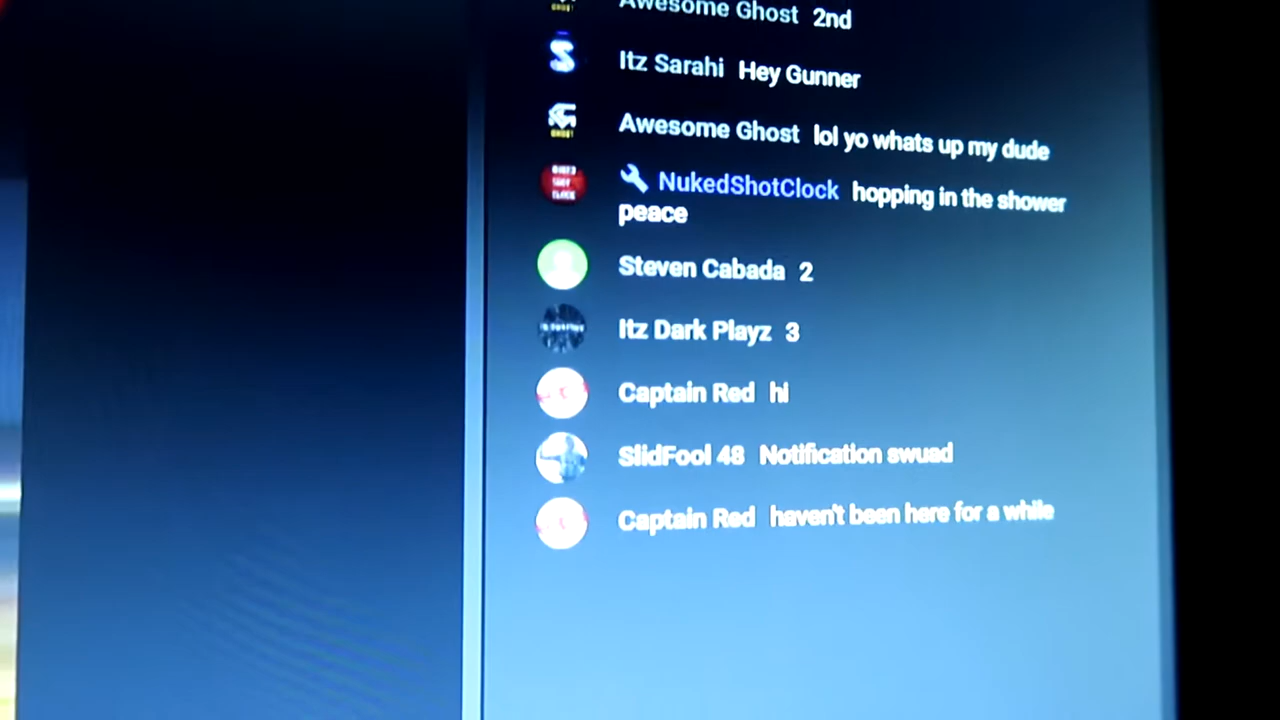 Awesome Ghost 2nd
Itz Sarahi Hey Gunner
Awesome Ghost lol yo whats up my dude
NukedShotClock hopping in the shower
peace
Steven Cabada 2
Itz Dark Playz 3
Captain Red hi
SlidFool 48 Notification swuad
Captain Red haven't been here for a while